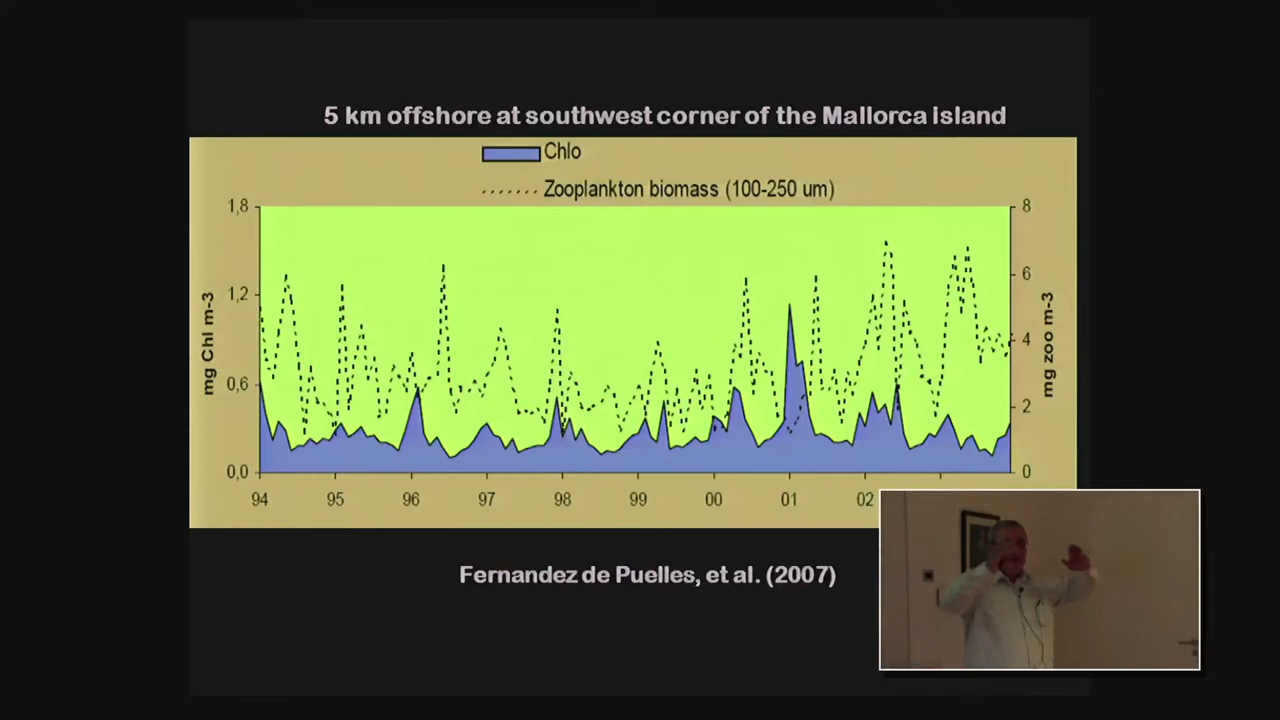 5 km offshore at southwest corner of the Mallorca island
Chlo
Zooplankton biomass (100-250 um)
1,8
8
1,2
6
mg Chl m-3
mg zoo m-3
4
0,6
2
0,0
0
94 95 96 97 98 99 00 01 02
Fernandez de Puelles, et al. (2007)